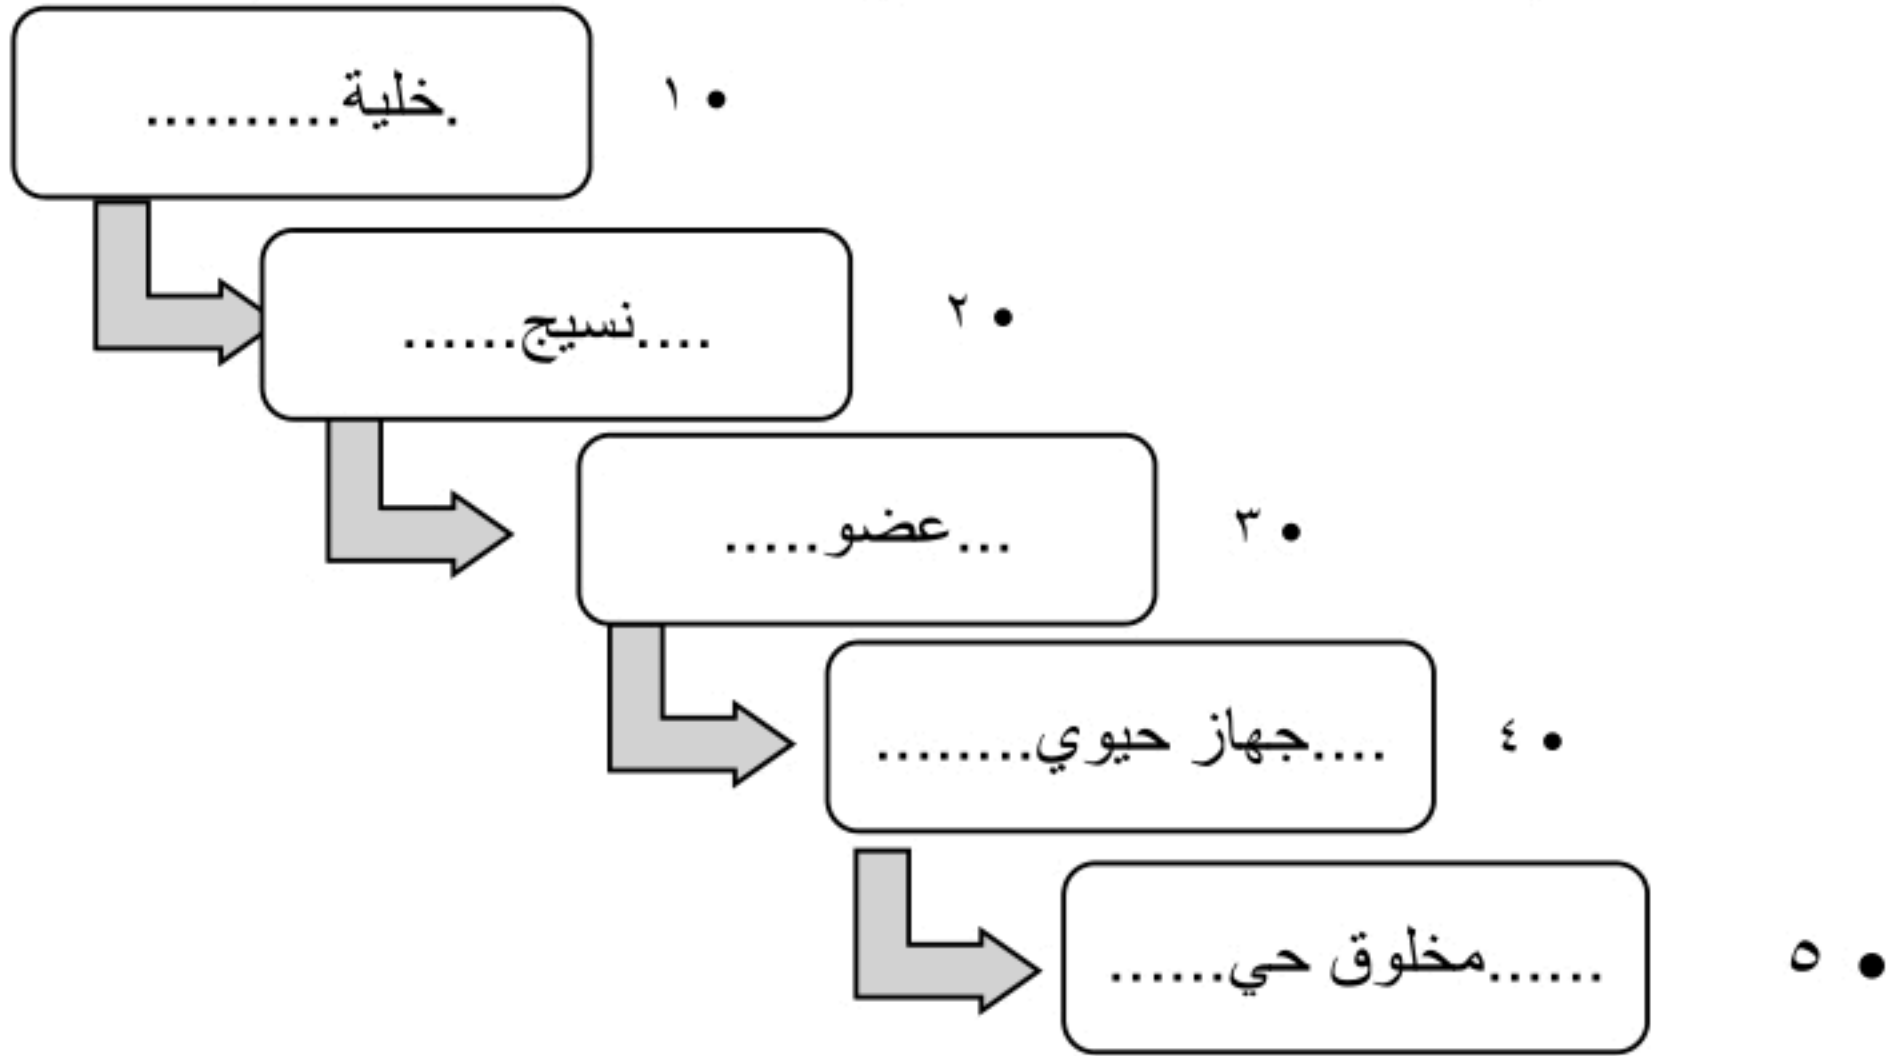 • ١ .خلية..........
• ٢ ....نسيج......
• ٣ ...عضو.....
• ٤ ....جهاز حيوي........
• ٥ ......مخلوق حي......